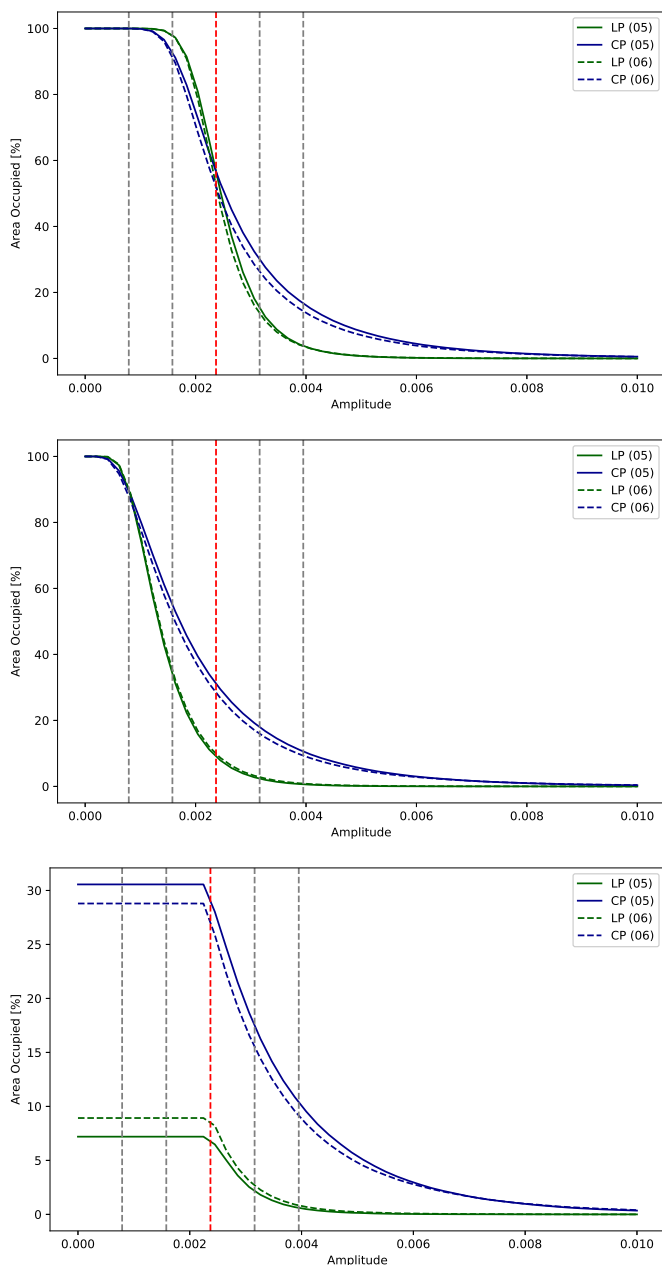 100
80
60
40
20
0
Area Occupied [%]
LP (05)
CP (05)
LP (06)
CP (06)
0.000 0.002 0.004 0.006 0.008 0.010
Amplitude
100
80
60
40
20
0
Area Occupied [%]
LP (05)
CP (05)
LP (06)
CP (06)
0.000 0.002 0.004 0.006 0.008 0.010
Amplitude
30
25
20
15
10
5
0
Area Occupied [%]
LP (05)
CP (05)
LP (06)
CP (06)
0.000 0.002 0.004 0.006 0.008 0.010
Amplitude